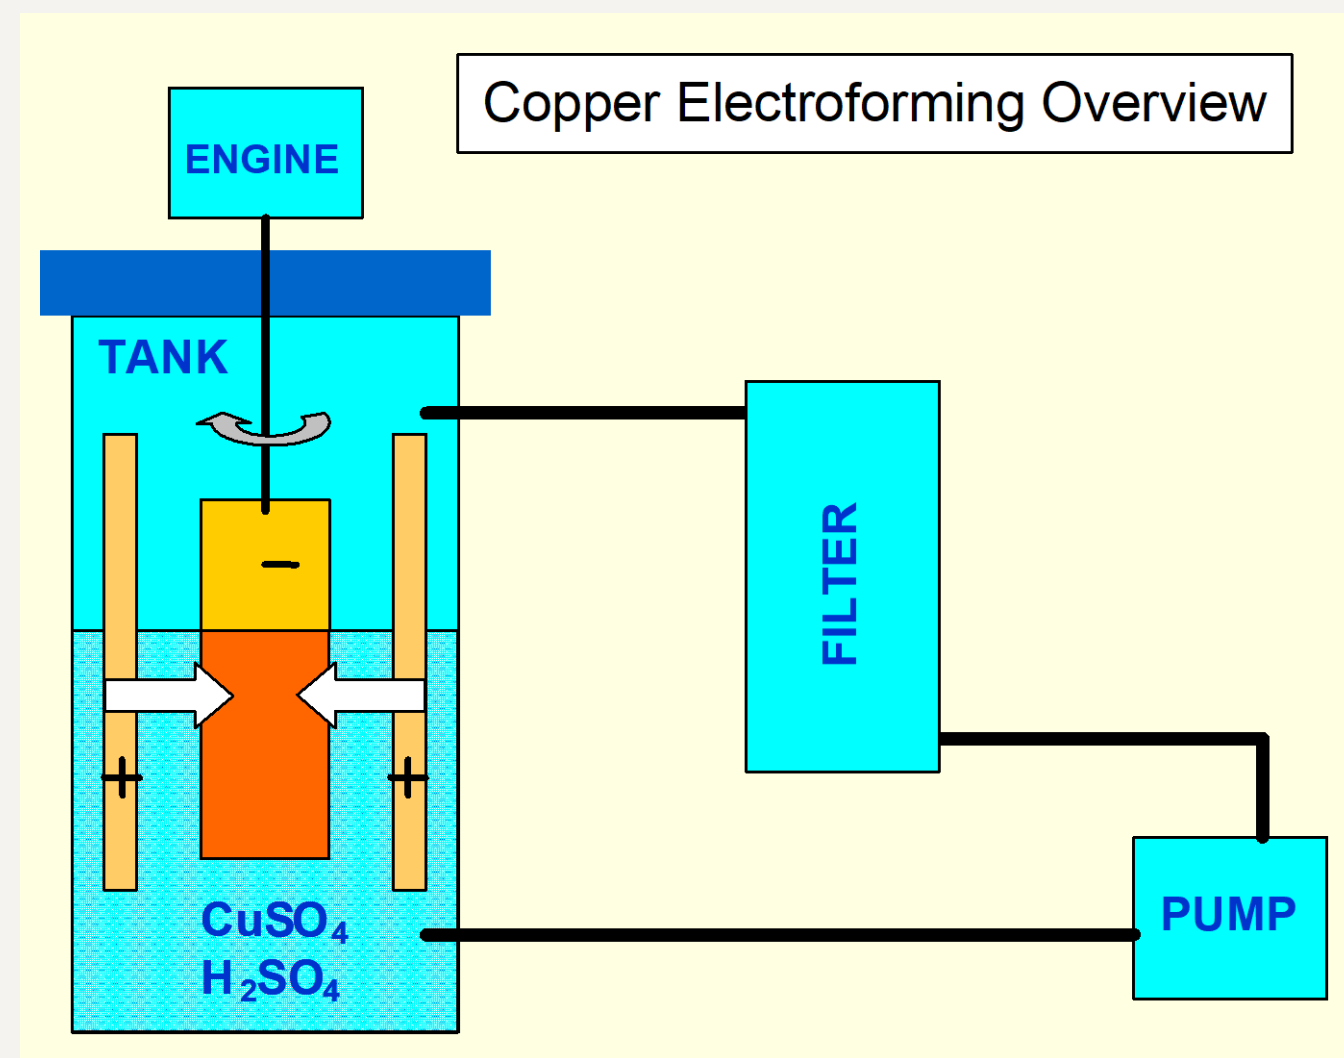 Copper Electroforming Overview
ENGINE
TANK
FILTER
−
+ +
PUMP
CuSO₄
H₂SO₄